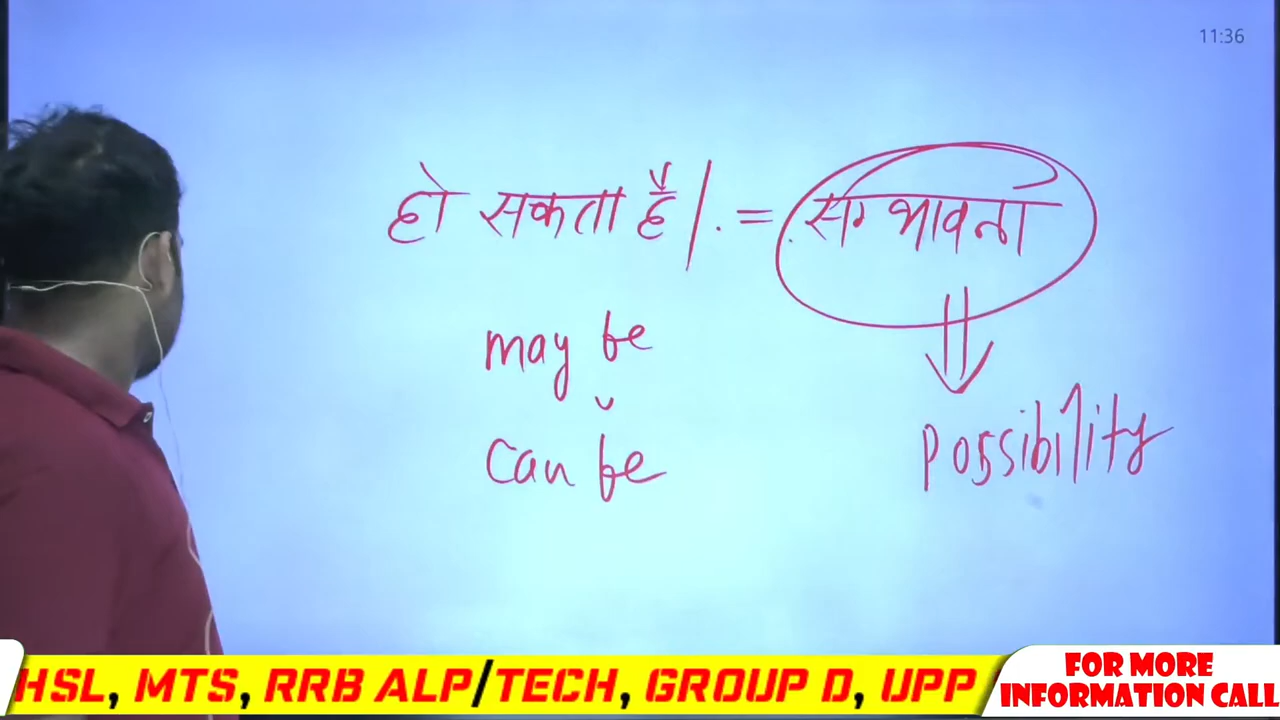 11:36
हो सकता है/. = सम्भावना
may be
can be
possibility
HSL, MTS, RRB ALP/TECH, GROUP D, UPP
FOR MORE
INFORMATION CALL